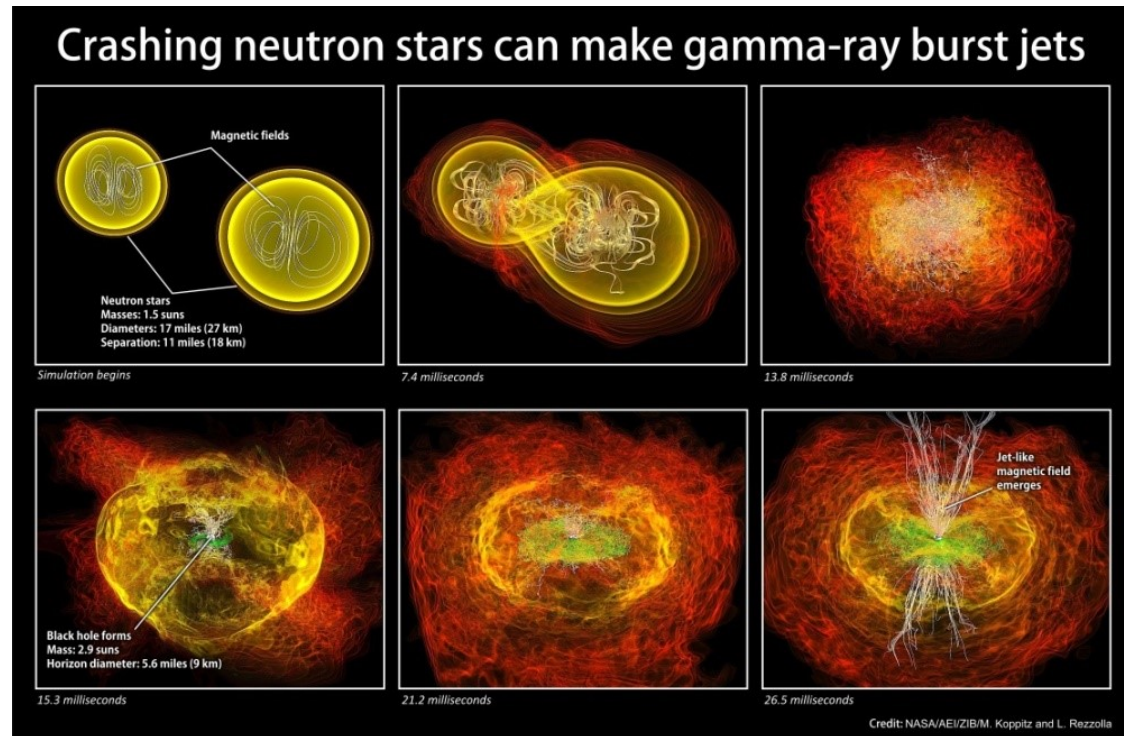 Crashing neutron stars can make gamma-ray burst jets
Magnetic fields
Neutron stars
Masses: 1.5 suns
Diameters: 17 miles (27 km)
Separation: 11 miles (18 km)
Simulation begins
7.4 milliseconds
13.8 milliseconds
Black hole forms
Mass: 2.9 suns
Horizon diameter: 5.6 miles (9 km)
15.3 milliseconds
21.2 milliseconds
Jet-like
magnetic field
emerges
26.5 milliseconds
Credit: NASA/AEI/ZIB/M. Koppitz and L. Rezzolla